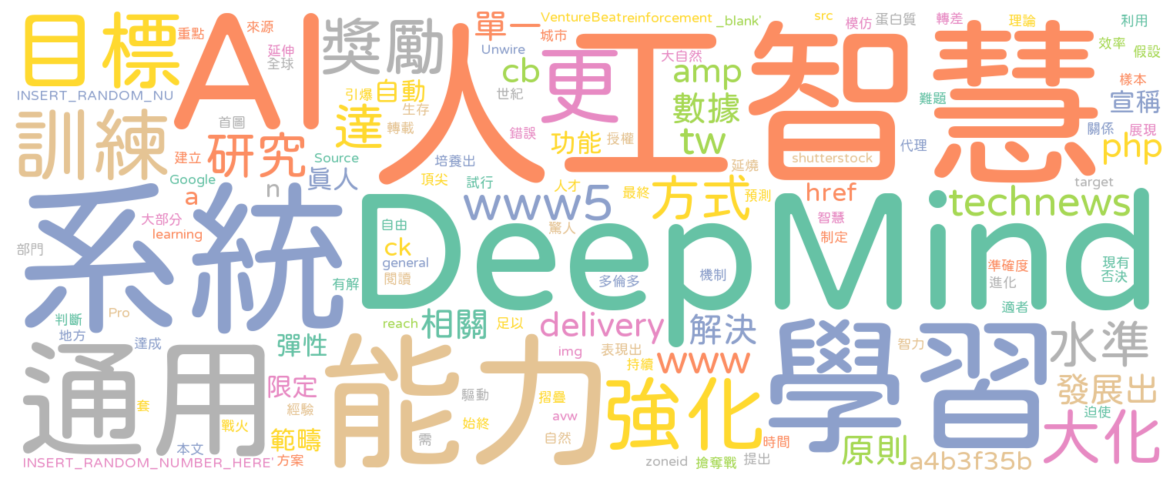 目標
重點
來源
延伸
全球
獎勵
單一
VentureBeat
reinforcement
_blank'
src
模仿
蛋白質
轉差
理論
利用
城市
Unwire
大自然
效率
假設
INSERT_RANDOM_NU
AI
人工智慧
更
cb
amp
世紀
引爆
自動
生存
轉載
數據
難題
樣本
宣稱
訓練
首圖
達
錯誤
功能
授權
tw
代理
關係
展現
php
建立
研究
Source
真人
培養出
延燒
shutterstock
Google
a
n
頂尖
試行
人才
最終
方式
預測
href
target
大部分
learning
www5
technews
系統
DeepMind
自由
驚人
智慧
制定
部門
ck
general
閱讀
多倫多
機制
準確度
進化
現有
否決
有解
適者
Pro
判斷
地方
達成
reach
相關
足以
delivery
解決
彈性
img
表現出
www
持續
智力
學習
水準
通用
能力
限定
經驗
驅動
摺疊
強化
發展出
套
戰火
範疇
始終
avw
迫使
大化
本文
需
自然
時間
原則
INSERT_RANDOM_NUMBER_HERE'
方案
zoneid
搶奪戰
提出
a4b3f35b